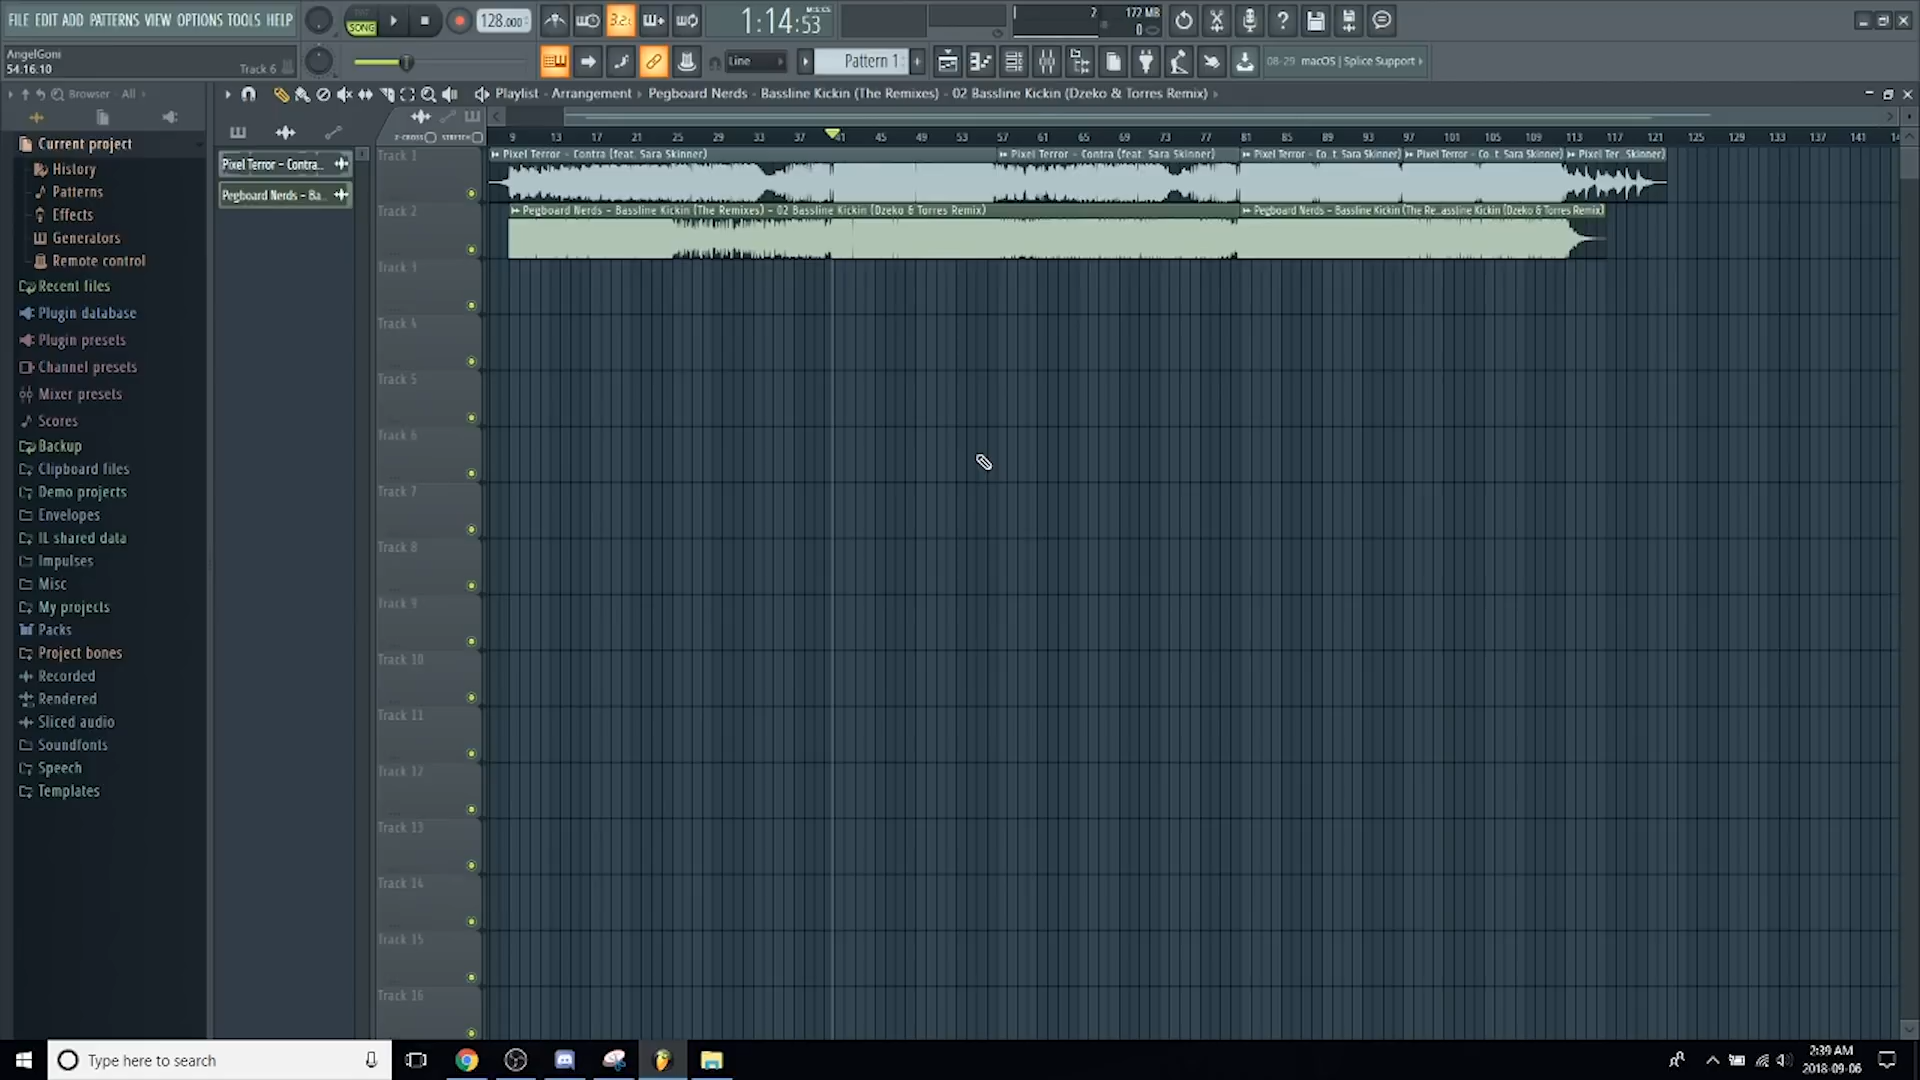 FILE EDIT ADD PATTERNS VIEW OPTIONS TOOLS HELP
SONG
128.000
3.2.
1:14:53
M:S:CS
2
172 MB
0
AngelGoni
54.16.10
Track 6
Line
Pattern 1
08-29 macOS | Splice Support
Browser - All
Playlist - Arrangement
Pegboard Nerds - Bassline Kickin (The Remixes) - 02 Bassline Kickin (Dzeko & Torres Remix)
Current project
History
Patterns
Effects
Generators
Remote control
Recent files
Plugin database
Plugin presets
Channel presets
Mixer presets
Scores
Backup
Clipboard files
Demo projects
Envelopes
IL shared data
Impulses
Misc
My projects
Packs
Project bones
Recorded
Rendered
Sliced audio
Soundfonts
Speech
Templates
Pixel Terror - Contra...
Pegboard Nerds - Ba...
Z-CROSS
STRETCH
9 13 17 21 25 29 33 37 41 45 49 53 57 61 65 69 73 77 81 85 89 93 97 101 105 109 113 117 121 125 129 133 137 141
Track 1
Pixel Terror - Contra (feat. Sara Skinner)
Pixel Terror - Contra (feat. Sara Skinner)
Pixel Terror - Co...t. Sara Skinner)
Pixel Terror - Co...t. Sara Skinner)
Pixel Ter...Skinner)
Track 2
Pegboard Nerds - Bassline Kickin (The Remixes) - 02 Bassline Kickin (Dzeko & Torres Remix)
Pegboard Nerds - Bassline Kickin (The Re...assline Kickin (Dzeko & Torres Remix)
Track 3
Track 4
Track 5
Track 6
Track 7
Track 8
Track 9
Track 10
Track 11
Track 12
Track 13
Track 14
Track 15
Track 16
Type here to search
2:39 AM
2018-09-06